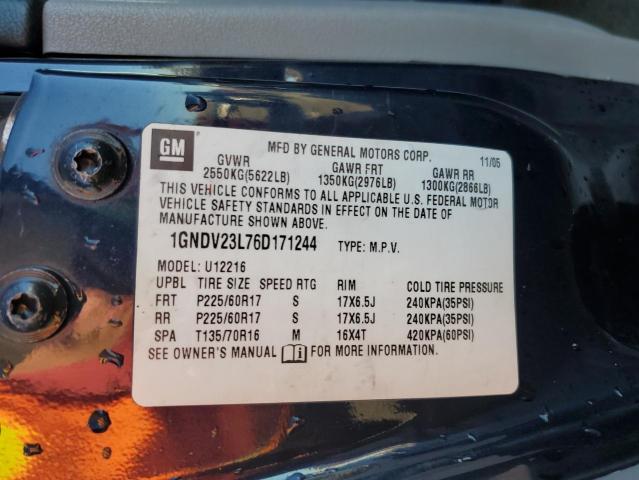 GM MFD BY GENERAL MOTORS CORP. 11/05
GVWR GAWR FRT GAWR RR
2550KG(5622LB) 1350KG(2976LB) 1300KG(2866LB)
THIS VEHICLE CONFORMS TO ALL APPLICABLE U.S. FEDERAL MOTOR
VEHICLE SAFETY STANDARDS IN EFFECT ON THE DATE OF
MANUFACTURE SHOWN ABOVE.
1GNDV23L76D171244 TYPE: M.P.V.
MODEL: U12216
UPBL TIRE SIZE SPEED RTG RIM COLD TIRE PRESSURE
FRT P225/60R17 S 17X6.5J 240KPA(35PSI)
RR P225/60R17 S 17X6.5J 240KPA(35PSI)
SPA T135/70R16 M 16X4T 420KPA(60PSI)
SEE OWNER'S MANUAL i FOR MORE INFORMATION.